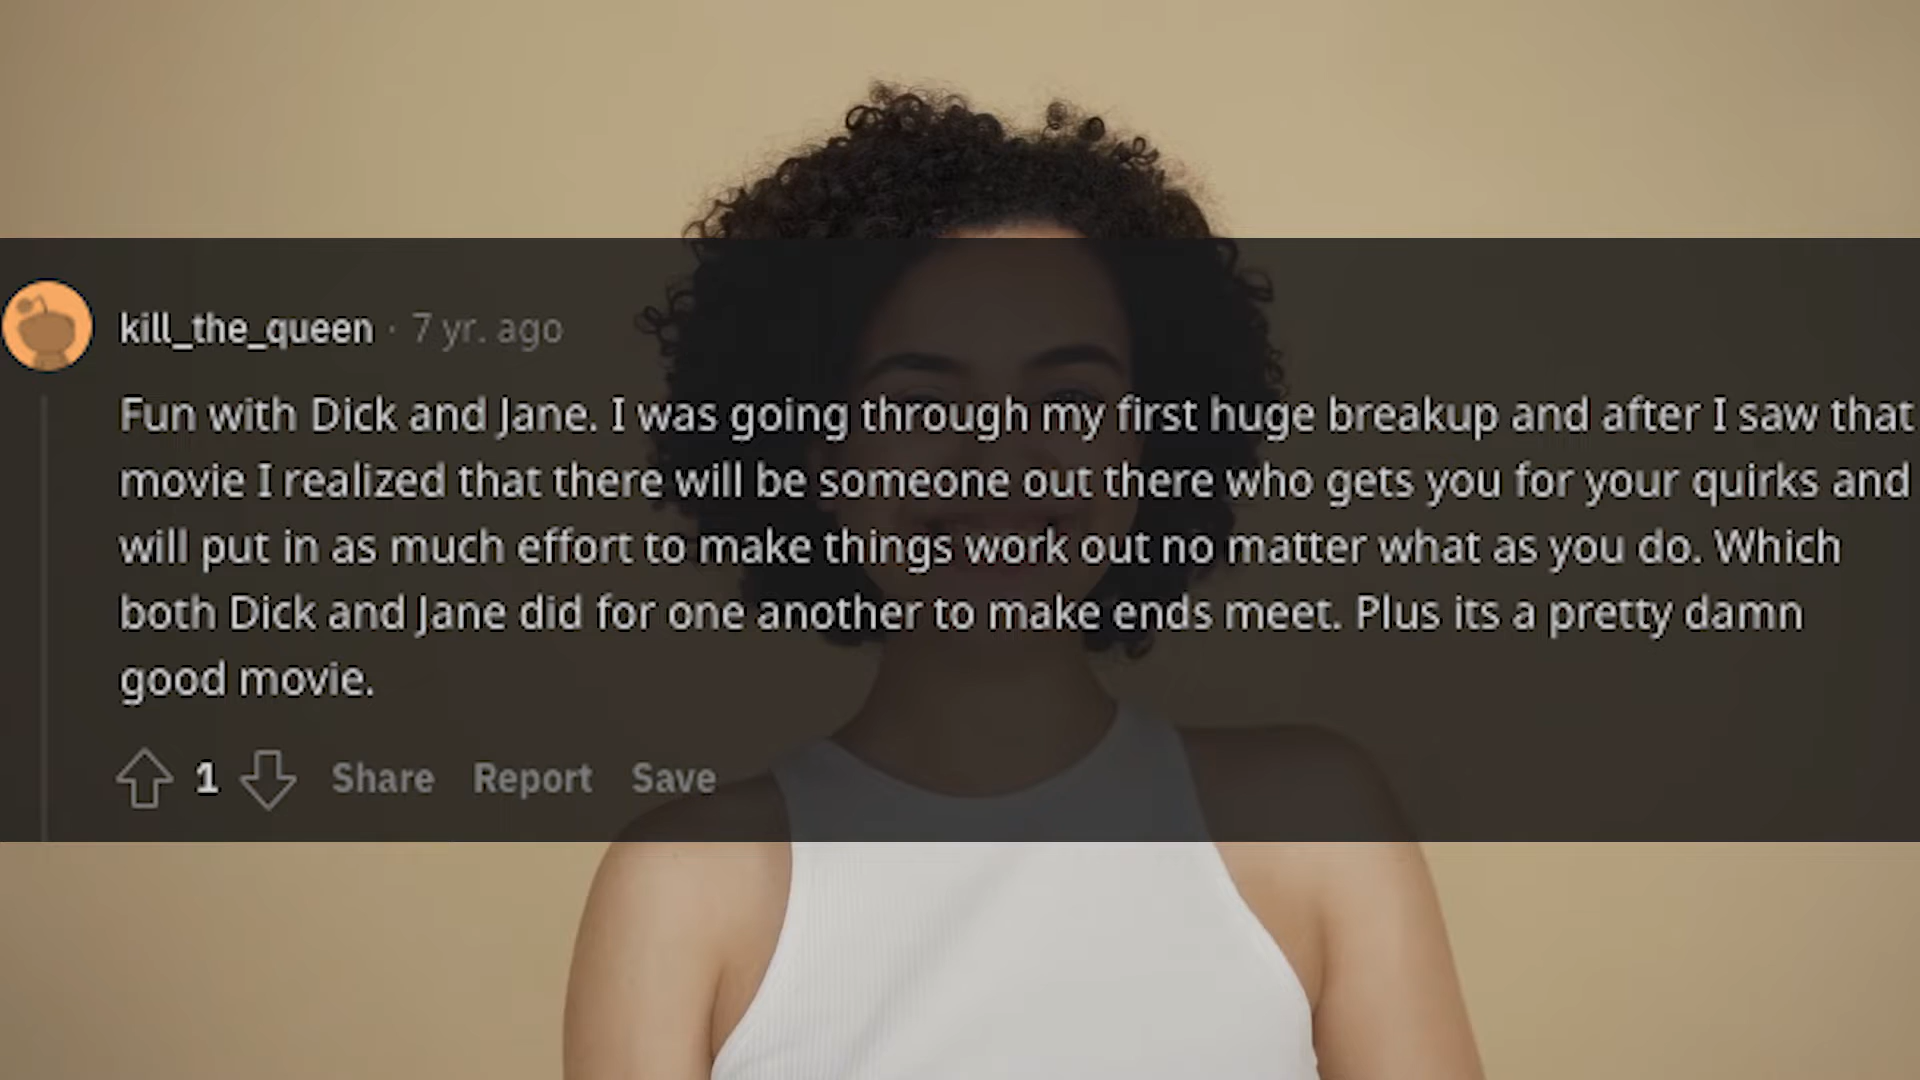 kill_the_queen · 7 yr. ago
Fun with Dick and Jane. I was going through my first huge breakup and after I saw that
movie I realized that there will be someone out there who gets you for your quirks and
will put in as much effort to make things work out no matter what as you do. Which
both Dick and Jane did for one another to make ends meet. Plus its a pretty damn
good movie.
1 Share Report Save